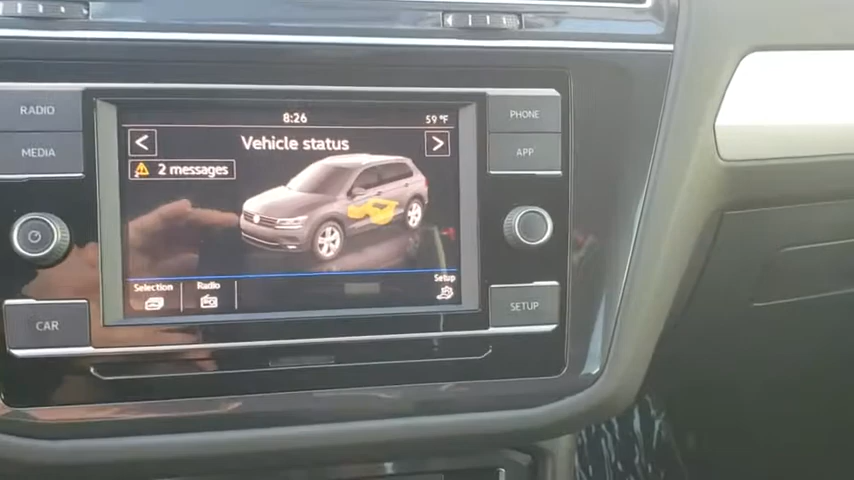 RADIO
MEDIA
CAR
8:26
59 °F
Vehicle status
2 messages
Selection
Radio
Setup
PHONE
APP
SETUP